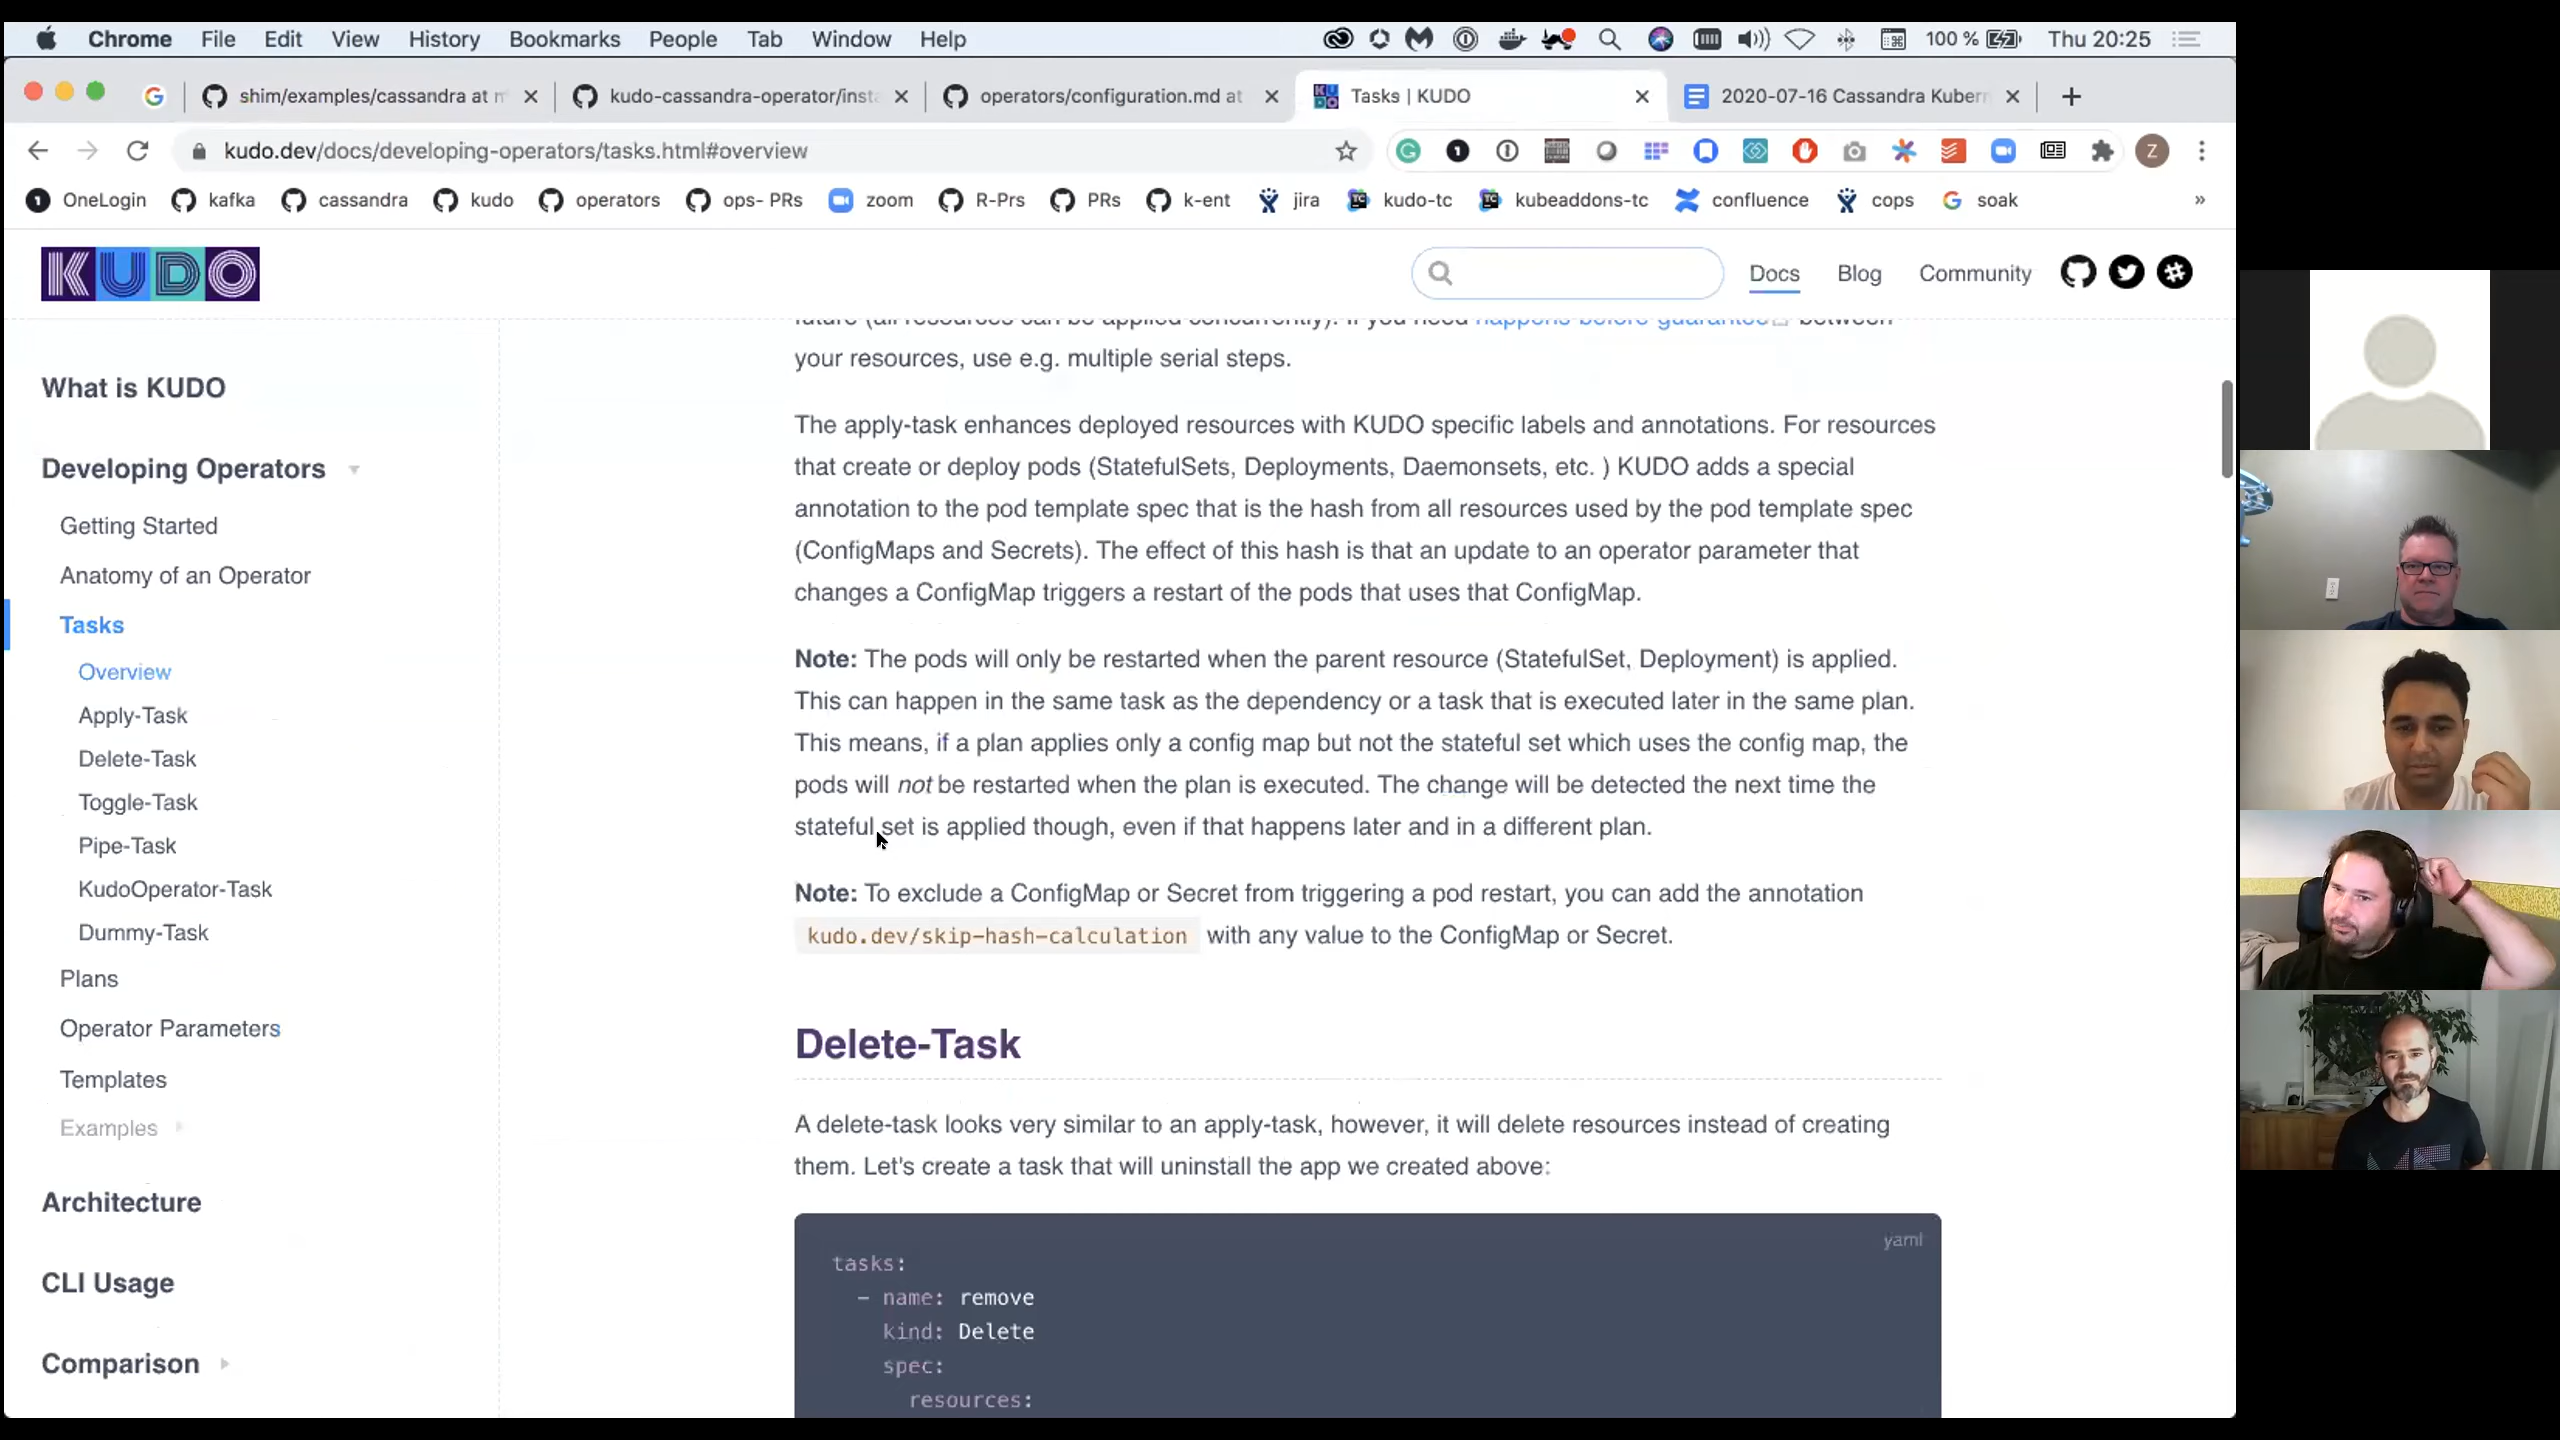 Chrome File Edit View History Bookmarks People Tab Window Help 100 % Thu 20:25
shim/examples/cassandra at m kudo-cassandra-operator/insta operators/configuration.md at Tasks | KUDO 2020-07-16 Cassandra Kubern
kudo.dev/docs/developing-operators/tasks.html#overview
OneLogin kafka cassandra kudo operators ops- PRs zoom R-Prs PRs k-ent jira kudo-tc kubeaddons-tc confluence cops soak »
KUDO Docs Blog Community
What is KUDO
Developing Operators
Getting Started
Anatomy of an Operator
Tasks
Overview
Apply-Task
Delete-Task
Toggle-Task
Pipe-Task
KudoOperator-Task
Dummy-Task
Plans
Operator Parameters
Templates
Examples
Architecture
CLI Usage
Comparison
future (all resources can be applied concurrently). If you need happens-before guarantee between
your resources, use e.g. multiple serial steps.
The apply-task enhances deployed resources with KUDO specific labels and annotations. For resources
that create or deploy pods (StatefulSets, Deployments, Daemonsets, etc. ) KUDO adds a special
annotation to the pod template spec that is the hash from all resources used by the pod template spec
(ConfigMaps and Secrets). The effect of this hash is that an update to an operator parameter that
changes a ConfigMap triggers a restart of the pods that uses that ConfigMap.
Note: The pods will only be restarted when the parent resource (StatefulSet, Deployment) is applied.
This can happen in the same task as the dependency or a task that is executed later in the same plan.
This means, if a plan applies only a config map but not the stateful set which uses the config map, the
pods will not be restarted when the plan is executed. The change will be detected the next time the
stateful set is applied though, even if that happens later and in a different plan.
Note: To exclude a ConfigMap or Secret from triggering a pod restart, you can add the annotation
kudo.dev/skip-hash-calculation with any value to the ConfigMap or Secret.
Delete-Task
A delete-task looks very similar to an apply-task, however, it will delete resources instead of creating
them. Let's create a task that will uninstall the app we created above:
yaml
tasks:
- name: remove
kind: Delete
spec:
resources: